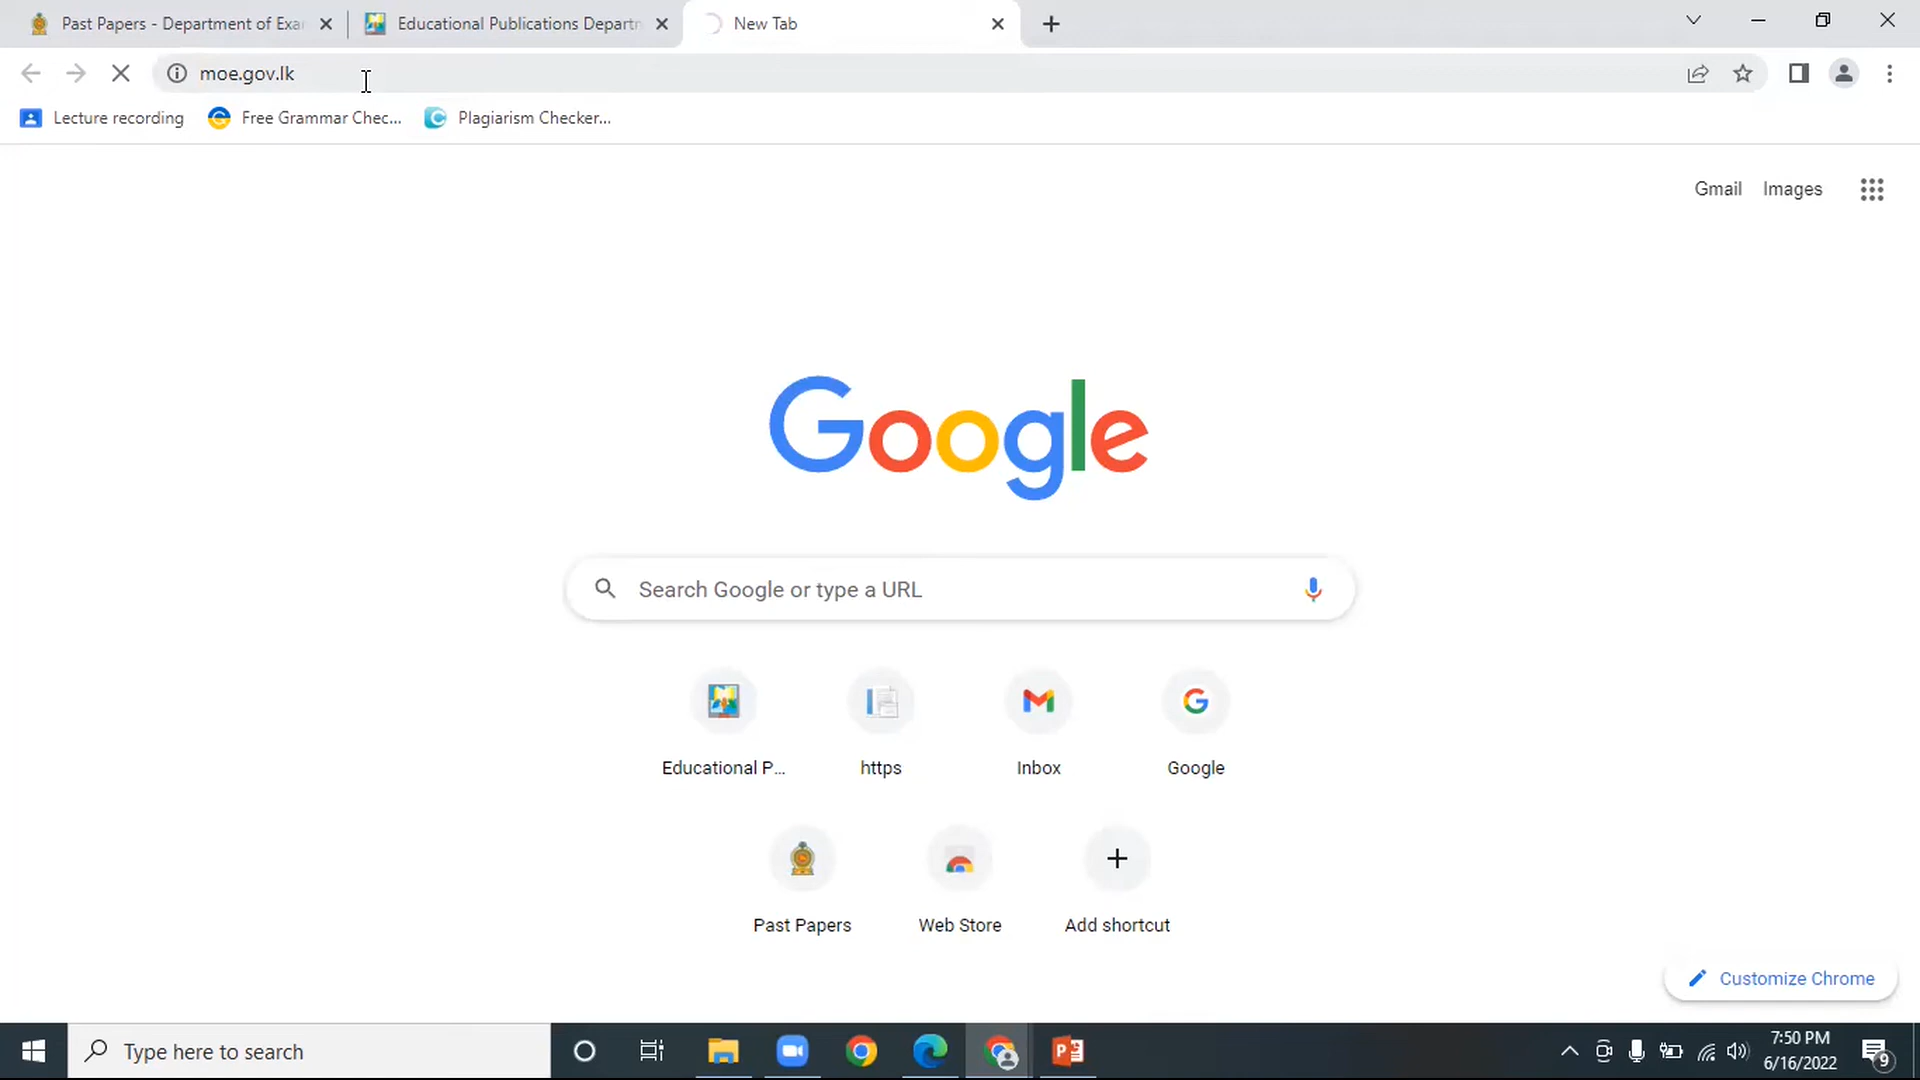 Past Papers - Department of Exa
Educational Publications Departm
New Tab
moe.gov.lk
Lecture recording
Free Grammar Chec...
Plagiarism Checker...
Gmail
Images
Google
Search Google or type a URL
Educational P...
https
Inbox
Google
Past Papers
Web Store
Add shortcut
Customize Chrome
Type here to search
7:50 PM
6/16/2022
9